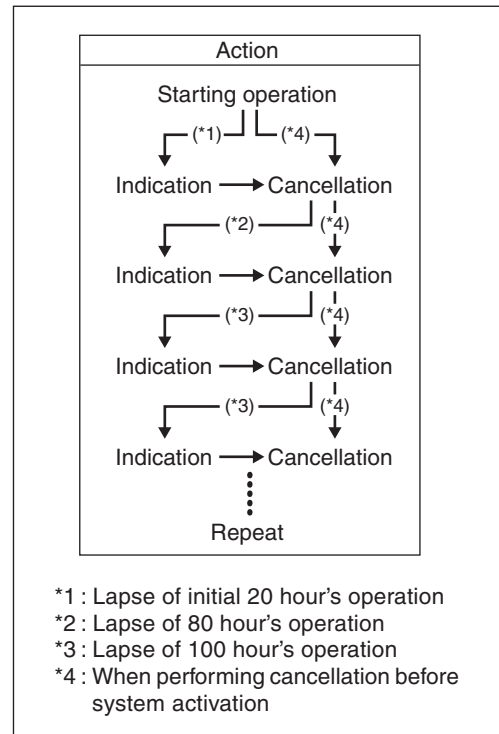 Action
Starting operation
(*1) (*4)
Indication Cancellation
(*2) (*4)
Indication Cancellation
(*3) (*4)
Indication Cancellation
(*3) (*4)
Indication Cancellation
Repeat
*1 : Lapse of initial 20 hour's operation
*2 : Lapse of 80 hour's operation
*3 : Lapse of 100 hour's operation
*4 : When performing cancellation before
system activation